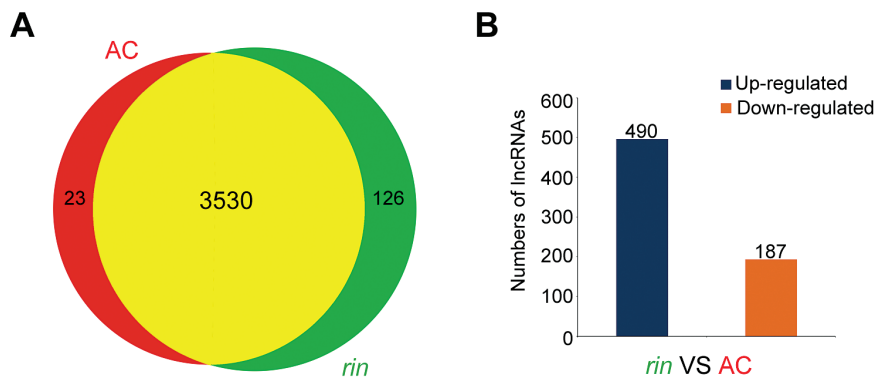 A
AC
23
3530
126
rin
B
Up-regulated
Down-regulated
Numbers of lncRNAs
600
500
400
300
200
100
0
490
187
rin VS AC